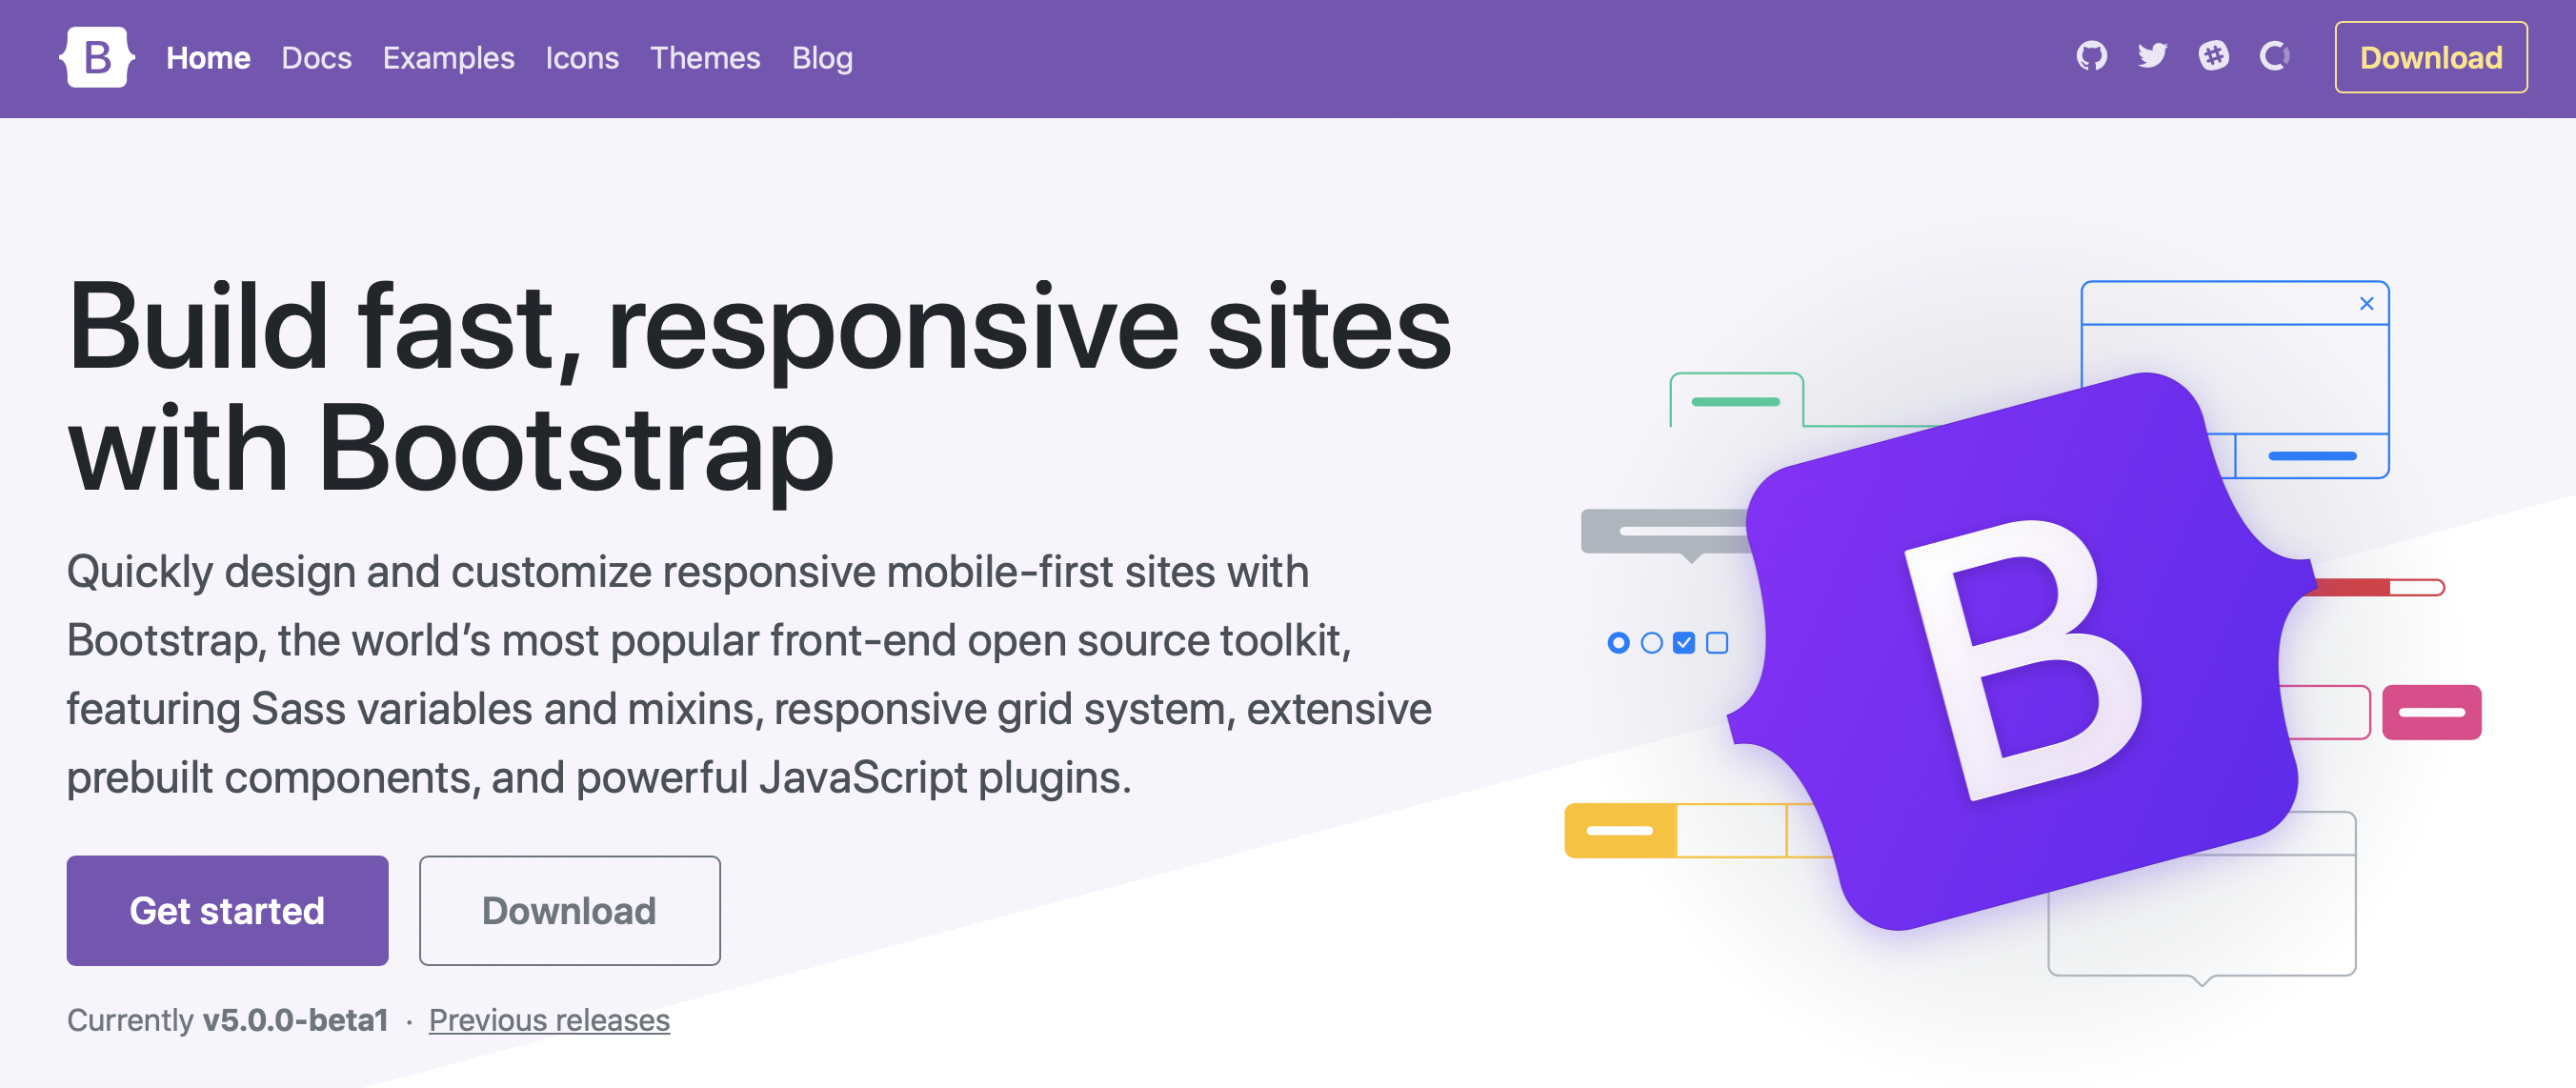 B Home Docs Examples Icons Themes Blog Download
Build fast, responsive sites
with Bootstrap
Quickly design and customize responsive mobile-first sites with
Bootstrap, the world’s most popular front-end open source toolkit,
featuring Sass variables and mixins, responsive grid system, extensive
prebuilt components, and powerful JavaScript plugins.
Get started Download
Currently v5.0.0-beta1 · Previous releases
B